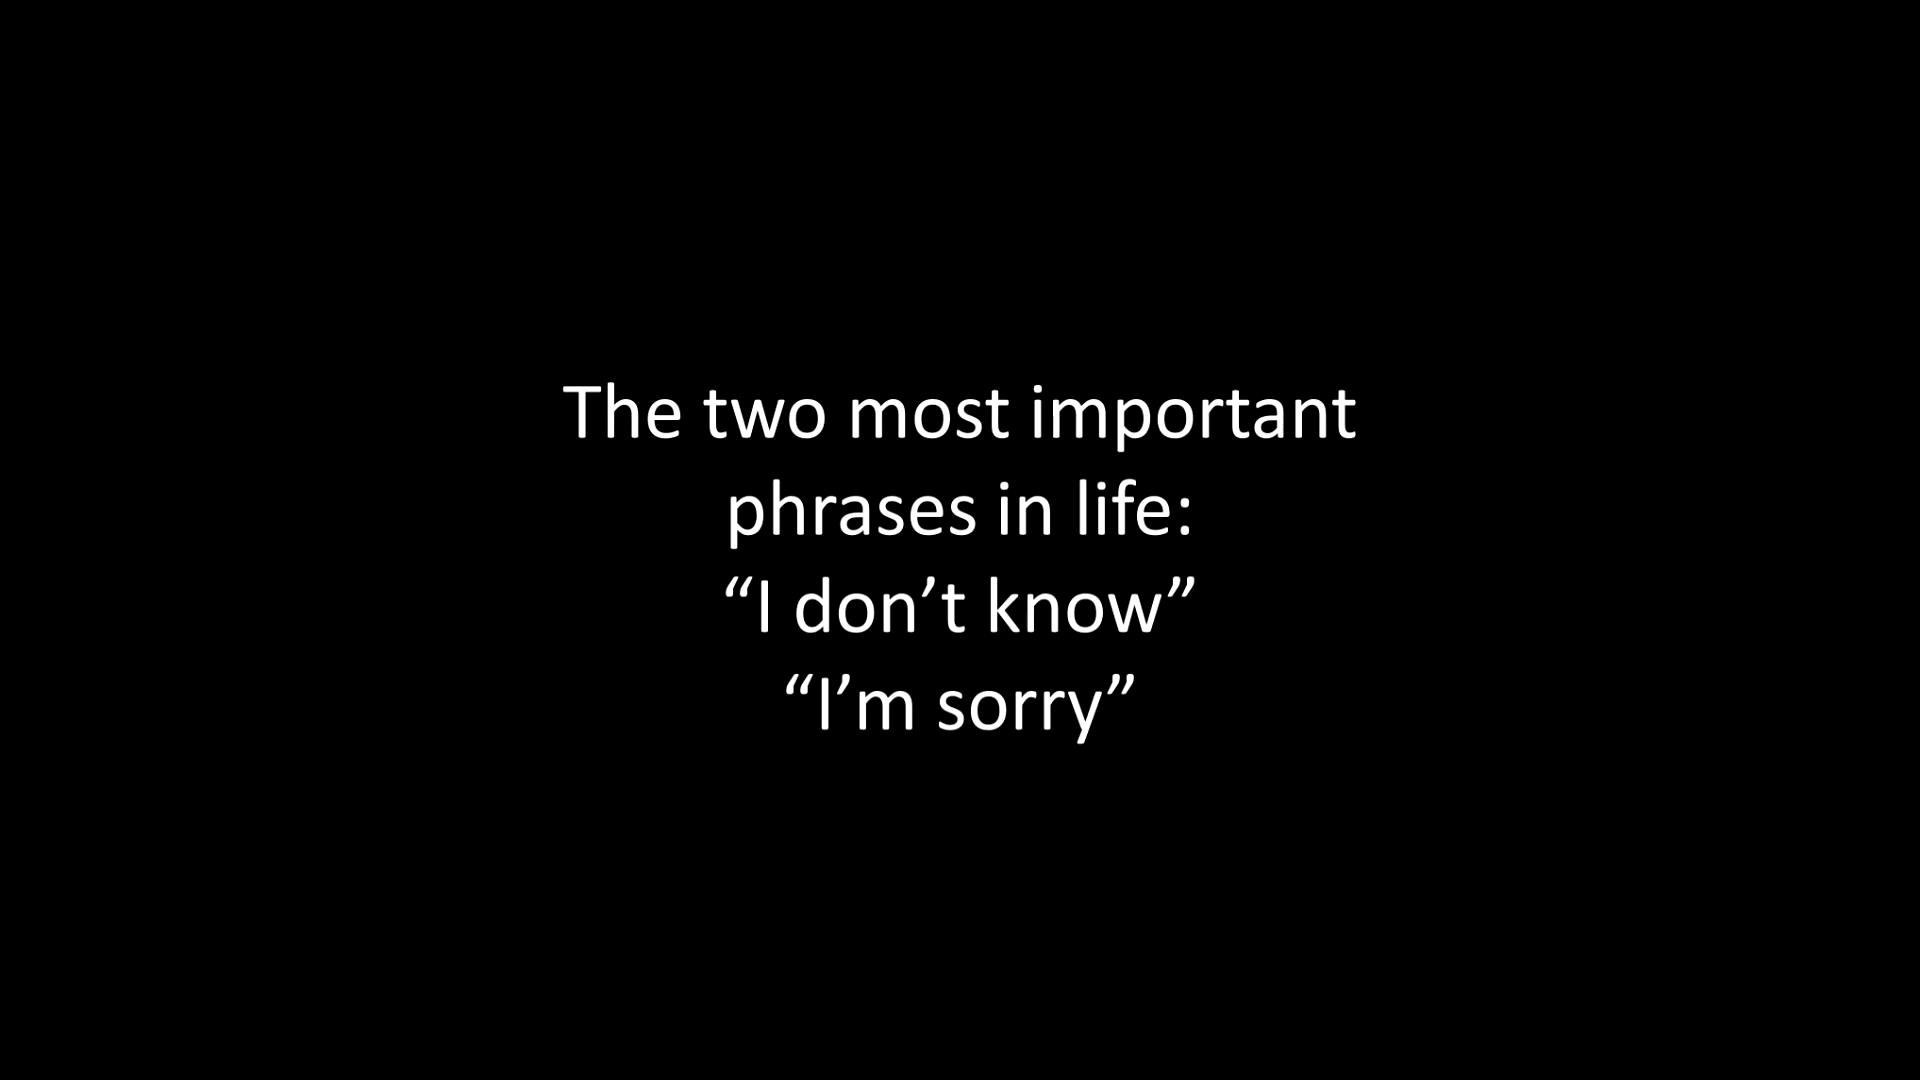 The two most important
phrases in life:
“I don’t know”
“I’m sorry”